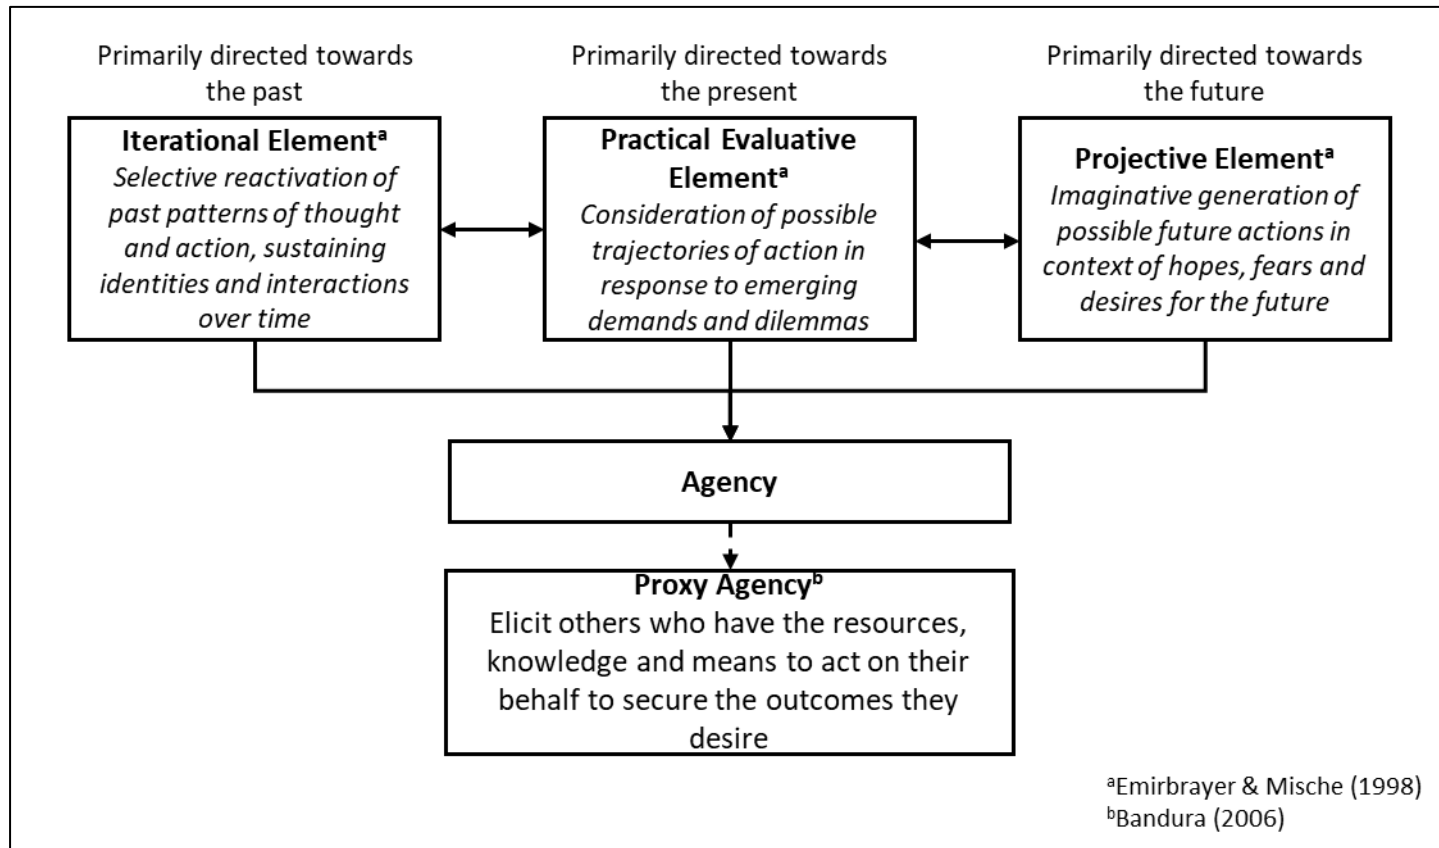 Primarily directed towards
the past
Primarily directed towards
the present
Primarily directed towards
the future
Iterational Elementᵃ
Selective reactivation of
past patterns of thought
and action, sustaining
identities and interactions
over time
Practical Evaluative
Elementᵃ
Consideration of possible
trajectories of action in
response to emerging
demands and dilemmas
Projective Elementᵃ
Imaginative generation of
possible future actions in
context of hopes, fears and
desires for the future
Agency
Proxy Agencyᵇ
Elicit others who have the resources,
knowledge and means to act on their
behalf to secure the outcomes they
desire
ᵃEmirbrayer & Mische (1998)
ᵇBandura (2006)